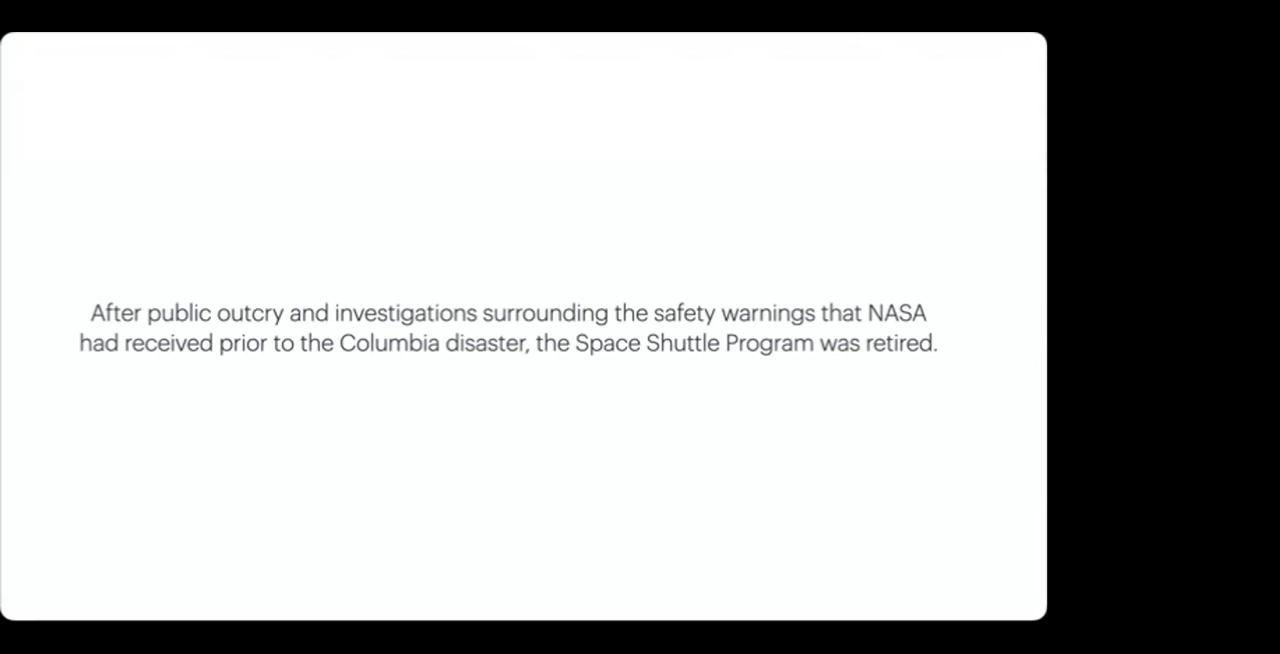 After public outcry and investigations surrounding the safety warnings that NASA
had received prior to the Columbia disaster, the Space Shuttle Program was retired.